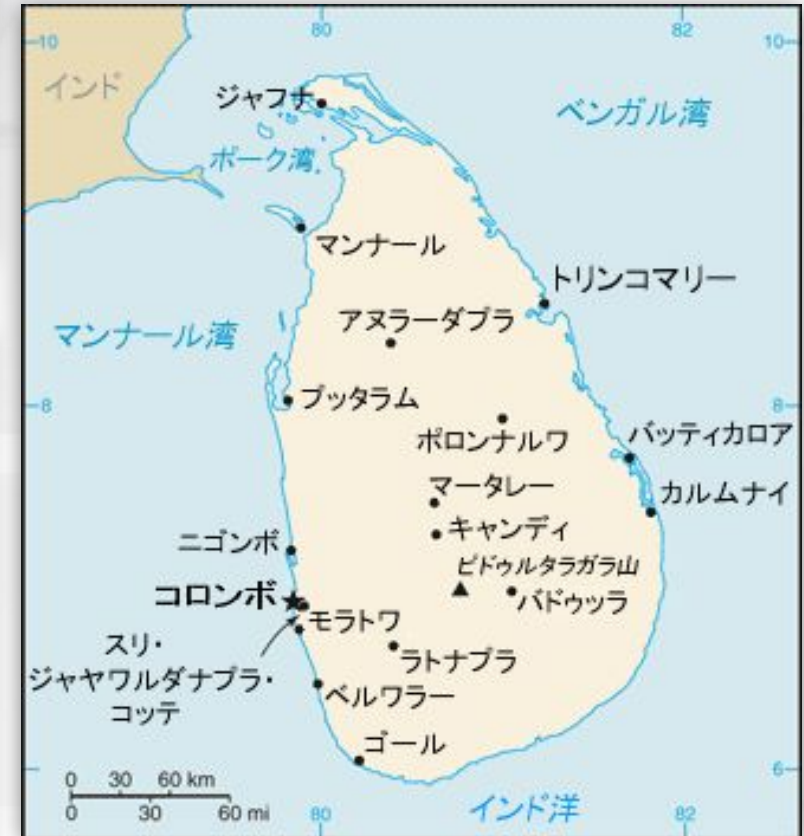 80
82
10
10
インド
ジャフナ
ベンガル湾
ポーク湾
マンナール
トリンコマリー
アヌラーダプラ
マンナール湾
8
プッタラム
8
ポロンナルワ
バッティカロア
マータレー
カルムナイ
キャンディ
ニゴンボ
ピドゥルタラガラ山
コロンボ
バドゥッラ
モラトワ
スリ・
ジャヤワルダナプラ・
コッテ
ラトナプラ
ベルワラー
ゴール
6
0 30 60 km
0 30 60 mi
インド洋
80
82